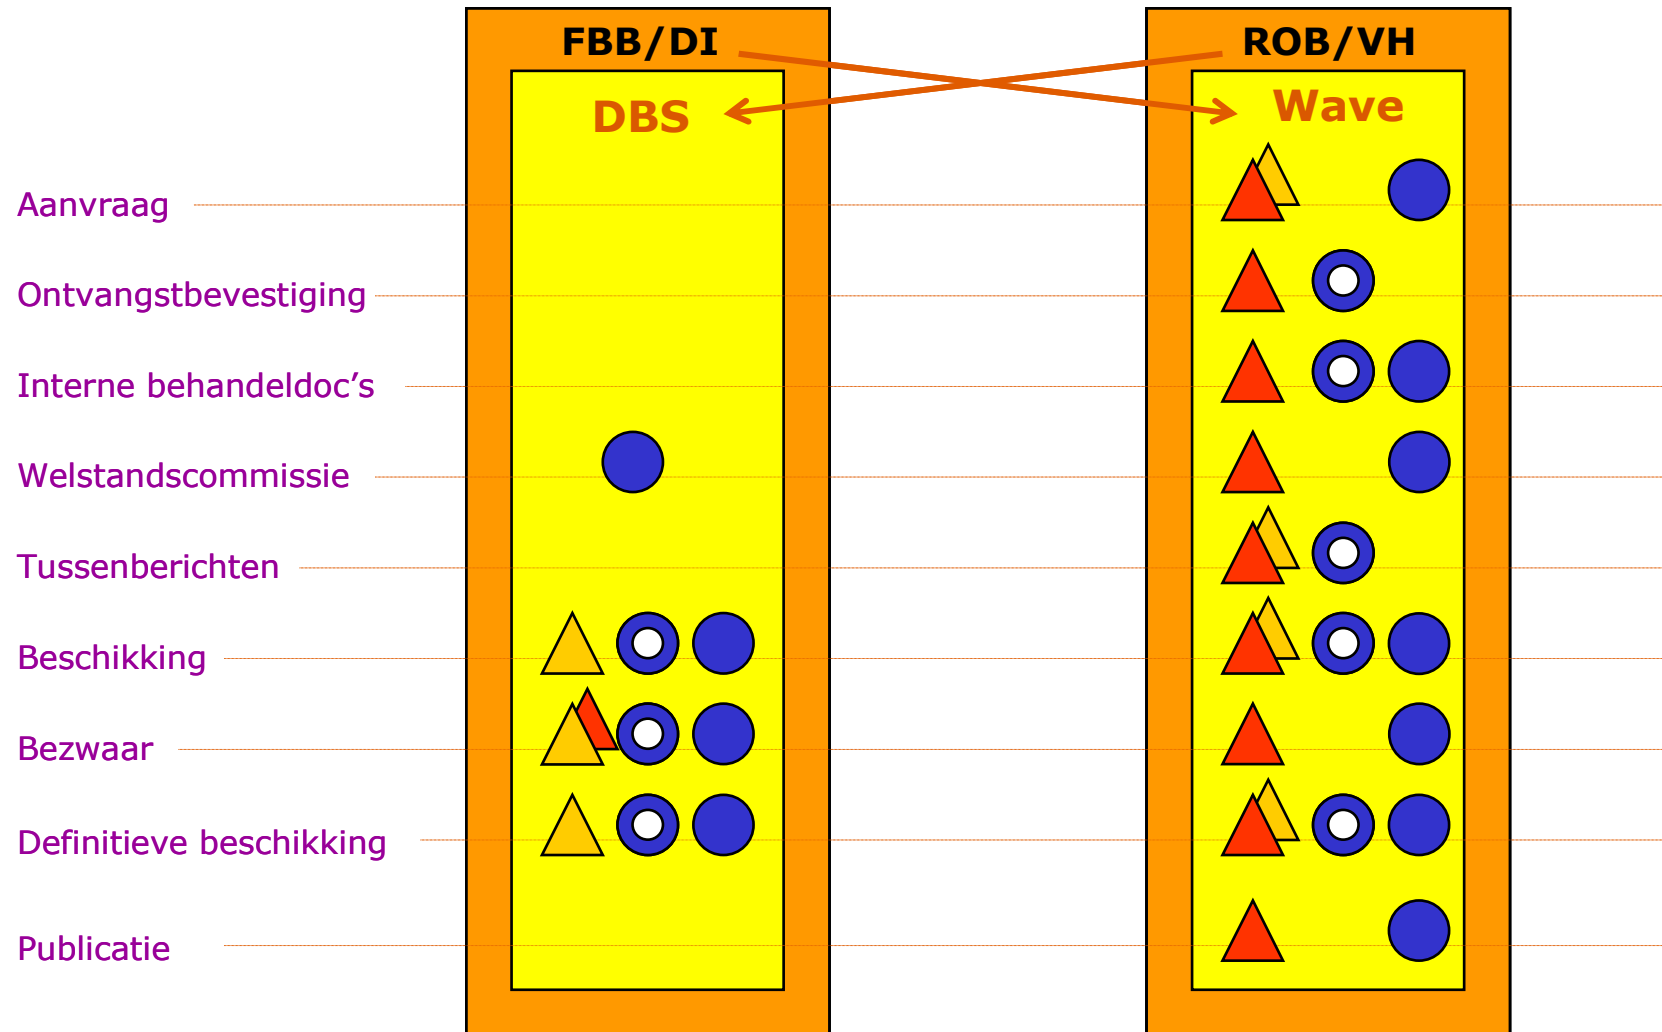 FBB/DI
ROB/VH
DBS
Wave
Aanvraag
Ontvangstbevestiging
Interne behandeldoc’s
Welstandscommissie
Tussenberichten
Beschikking
Bezwaar
Definitieve beschikking
Publicatie